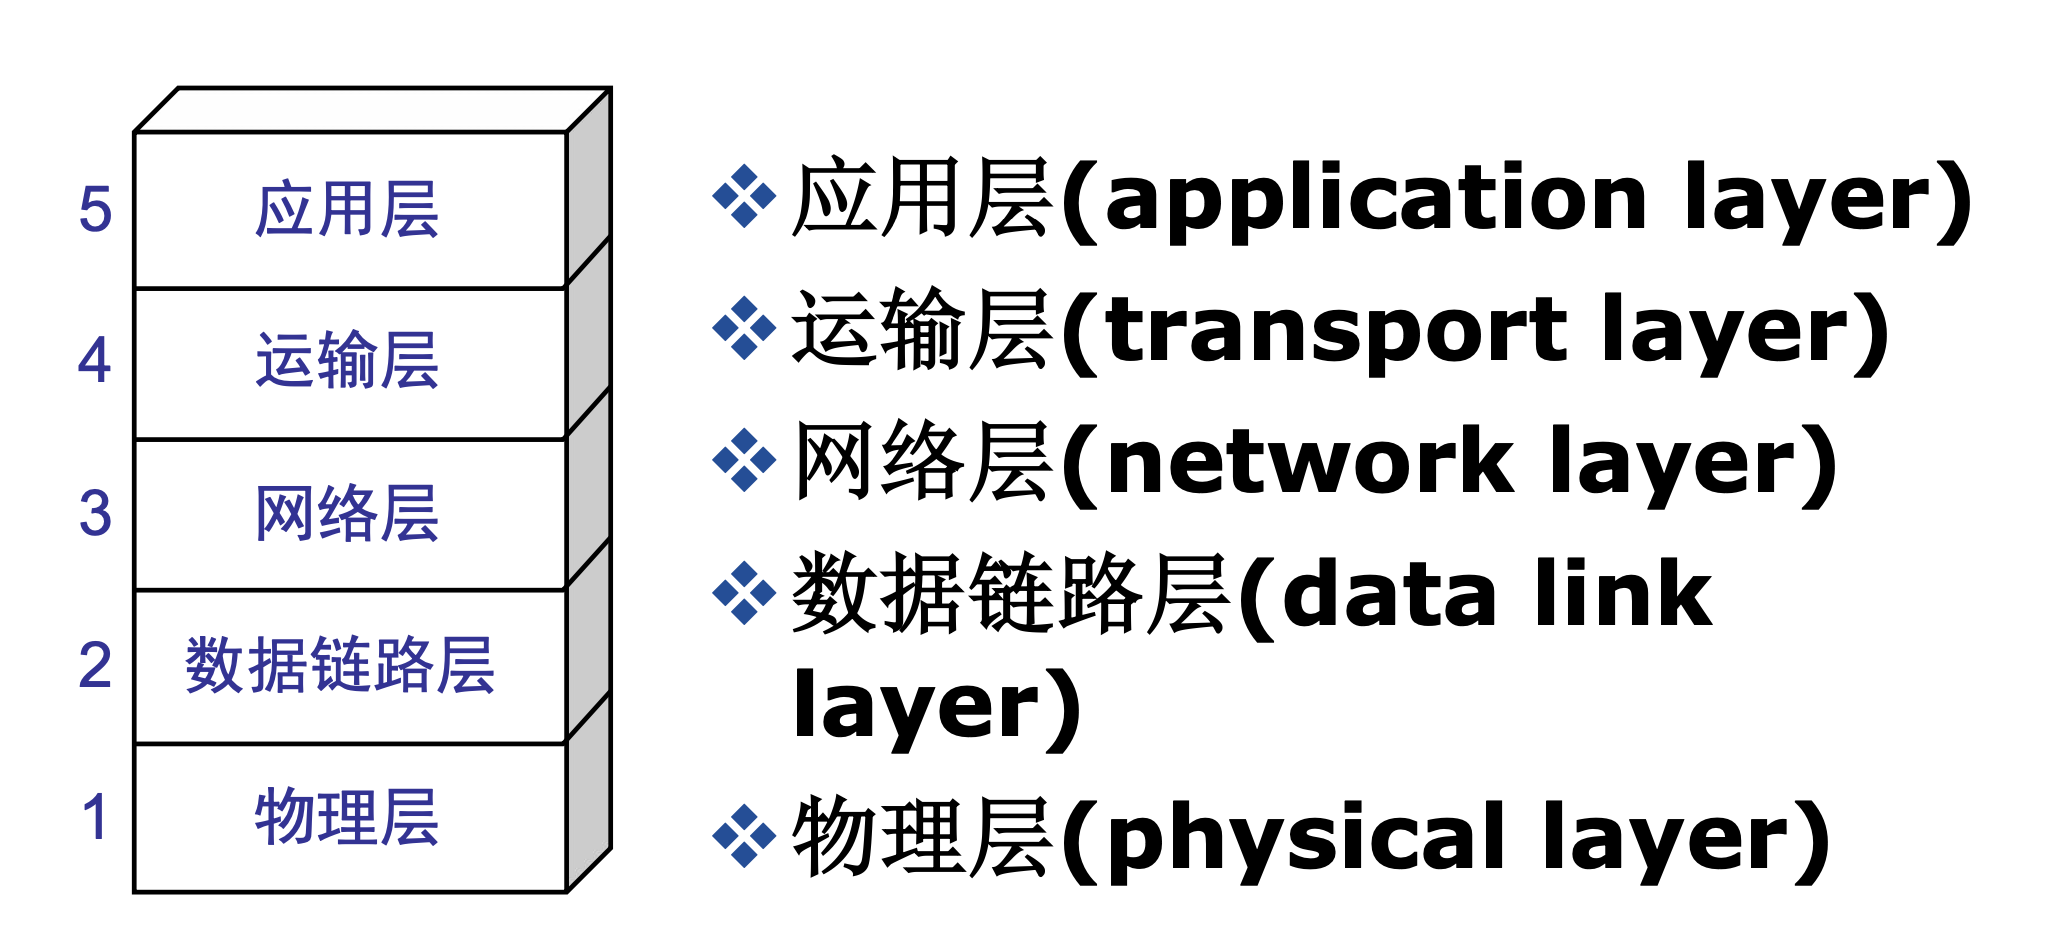 5 应用层
4 运输层
3 网络层
2 数据链路层
1 物理层
❖应用层(application layer)
❖运输层(transport layer)
❖网络层(network layer)
❖数据链路层(data link
layer)
❖物理层(physical layer)